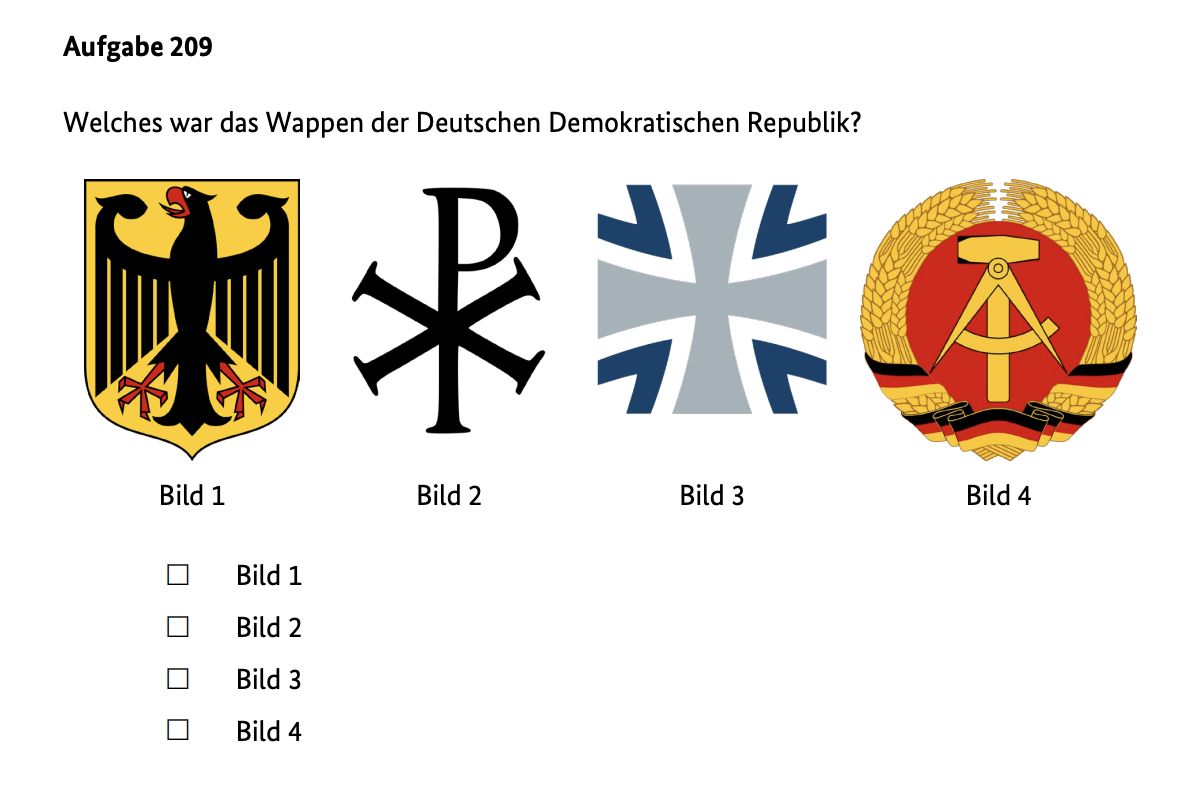 Aufgabe 209
Welches war das Wappen der Deutschen Demokratischen Republik?
Bild 1 Bild 2 Bild 3 Bild 4
☐ Bild 1
☐ Bild 2
☐ Bild 3
☐ Bild 4